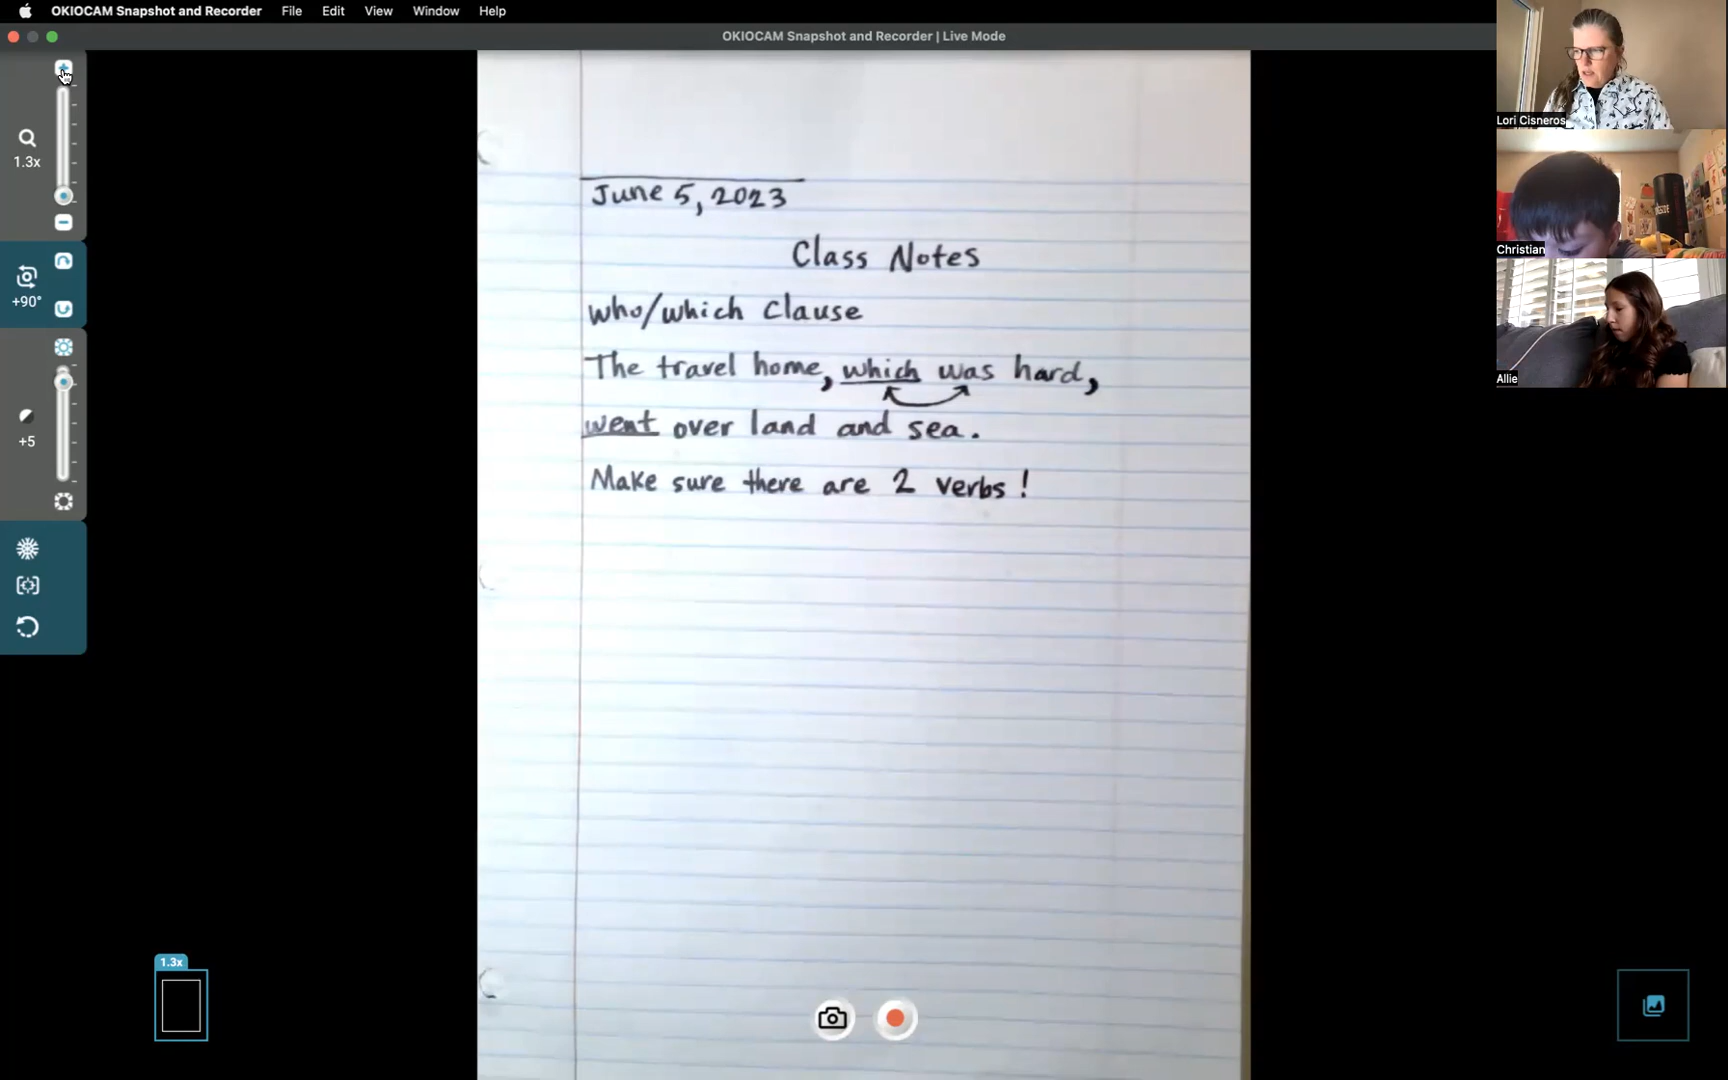 OKIOCAM Snapshot and Recorder File Edit View Window Help
OKIOCAM Snapshot and Recorder | Live Mode
1.3x
+90°
+5
1.3x
June 5, 2023
Class Notes
who/which Clause
The travel home, which was hard,
went over land and sea.
Make sure there are 2 verbs!
Lori Cisneros
Christian
Allie